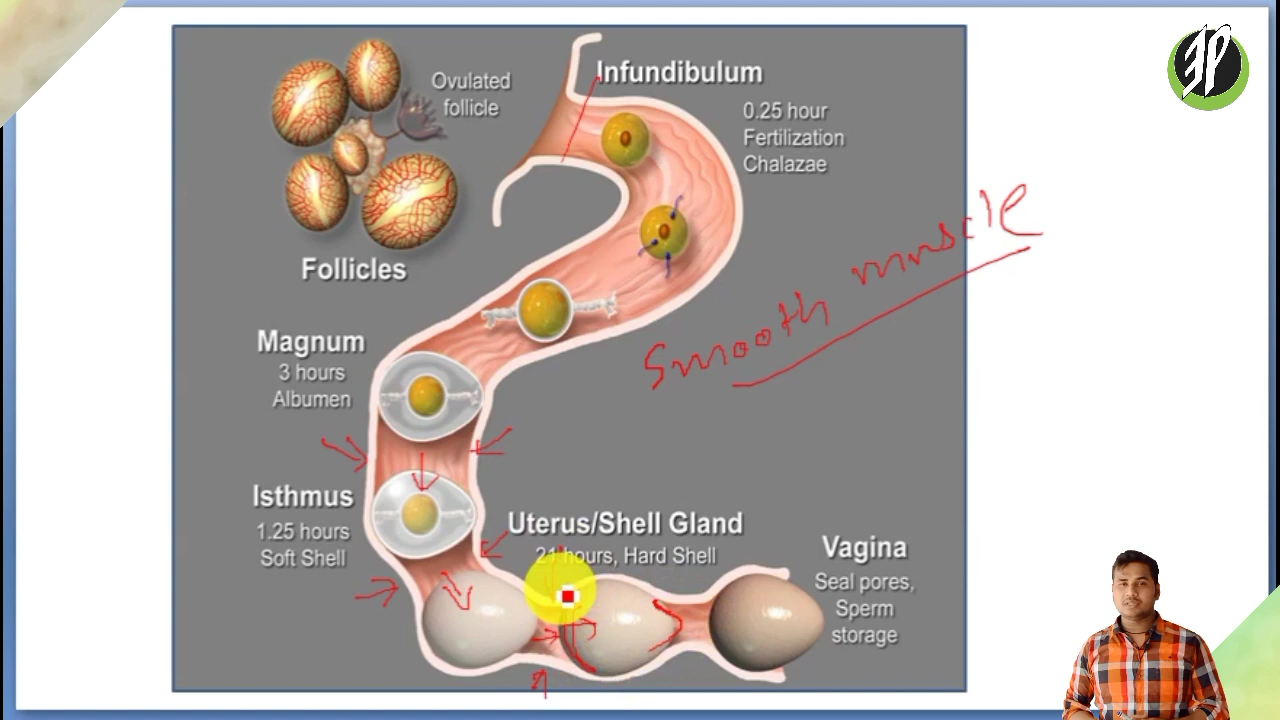 Ovulated
follicle
Infundibulum
0.25 hour
Fertilization
Chalazae
Follicles
Smooth muscle
Magnum
3 hours
Albumen
Isthmus
1.25 hours
Soft Shell
Uterus/Shell Gland
21 hours, Hard Shell
Vagina
Seal pores,
Sperm
storage